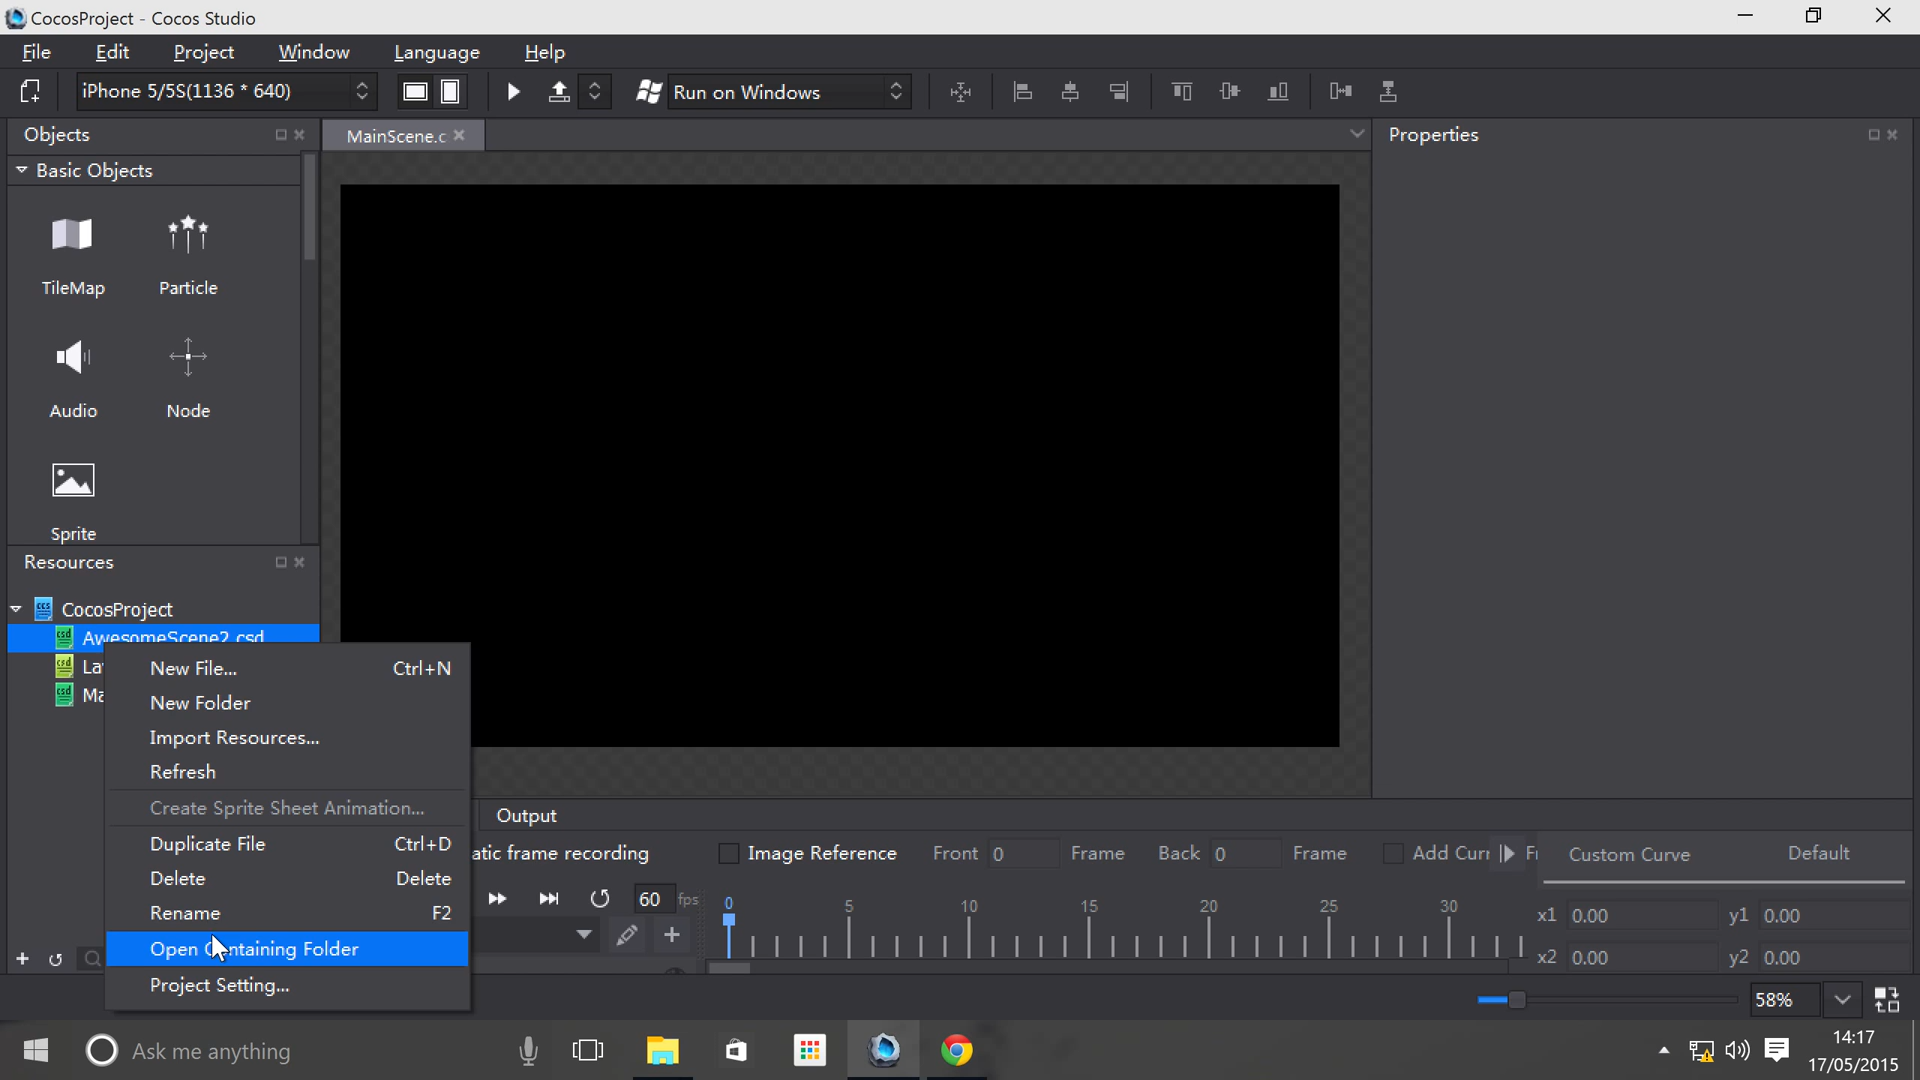 CocosProject - Cocos Studio
File Edit Project Window Language Help
iPhone 5/5S(1136 * 640) Run on Windows
Objects
MainScene.c
Properties
Basic Objects
TileMap Particle
Audio Node
Sprite
Resources
CocosProject
AwesomeScene2.csd
La
Ma
New File... Ctrl+N
New Folder
Import Resources...
Refresh
Create Sprite Sheet Animation...
Duplicate File Ctrl+D
Delete Delete
Rename F2
Open Containing Folder
Project Setting...
Output
atic frame recording Image Reference Front 0 Frame Back 0 Frame Add Curr Fr Custom Curve Default
60 fps
0 5 10 15 20 25 30
x1 0.00 y1 0.00
x2 0.00 y2 0.00
58%
Ask me anything
14:17
17/05/2015